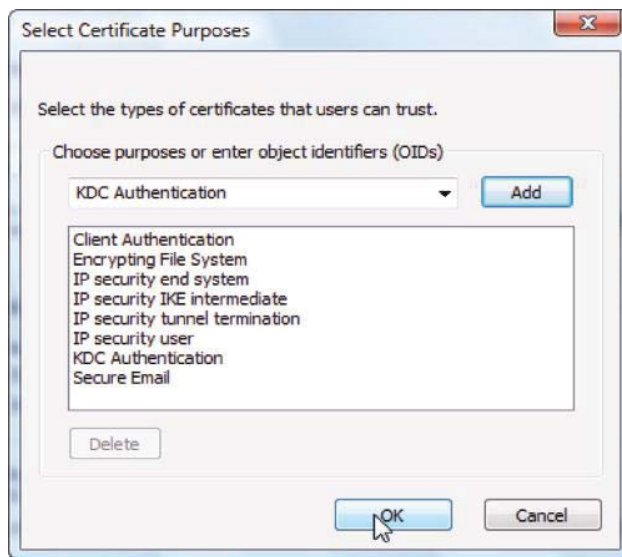 Select Certificate Purposes
Select the types of certificates that users can trust.
Choose purposes or enter object identifiers (OIDs)
KDC Authentication
Add
Client Authentication
Encrypting File System
IP security end system
IP security IKE intermediate
IP security tunnel termination
IP security user
KDC Authentication
Secure Email
Delete
OK
Cancel